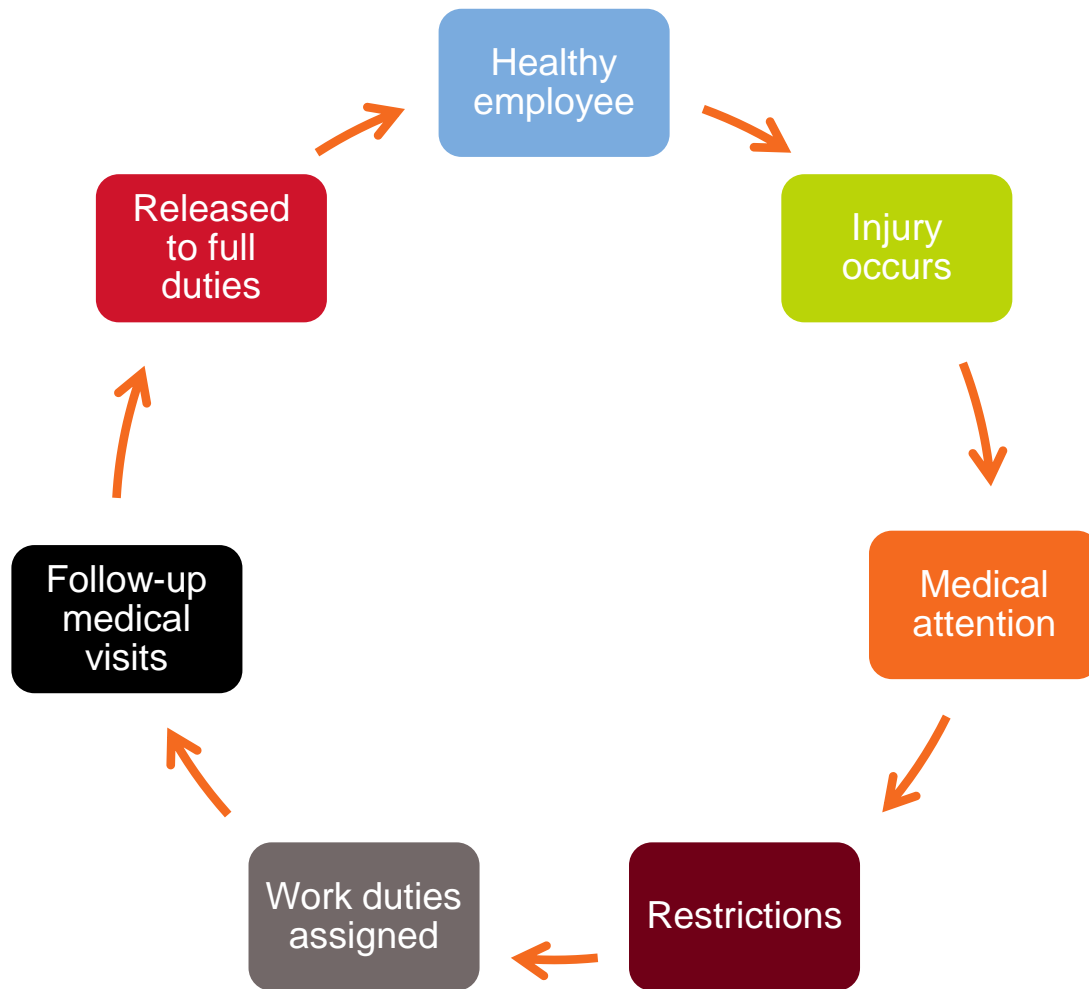 Healthy
employee
Injury
occurs
Medical
attention
Restrictions
Work duties
assigned
Follow-up
medical
visits
Released
to full
duties